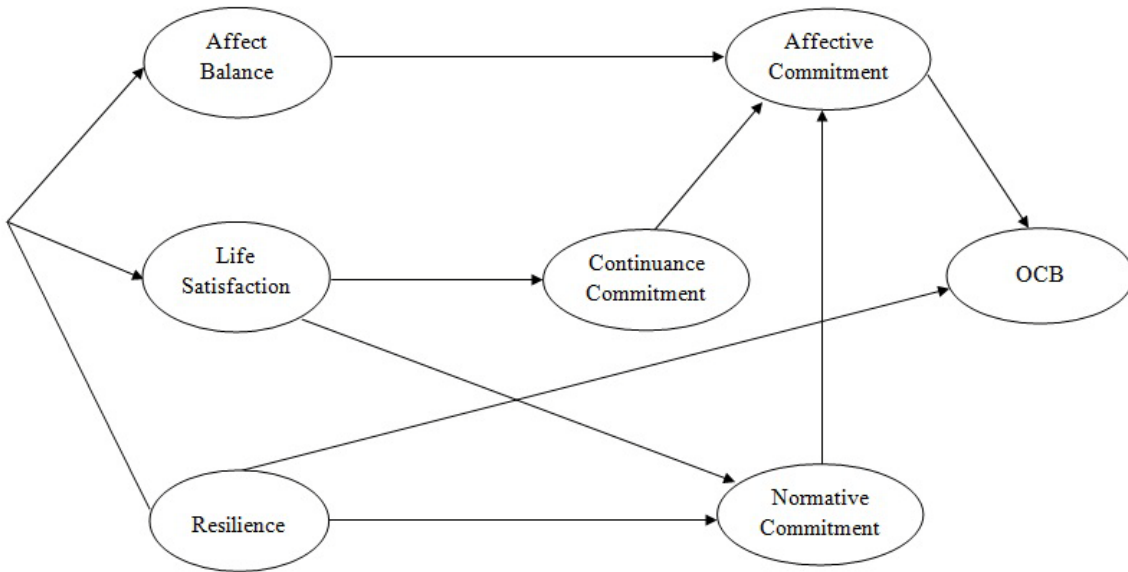 Affect
Balance
Affective
Commitment
Life
Satisfaction
Continuance
Commitment
OCB
Resilience
Normative
Commitment